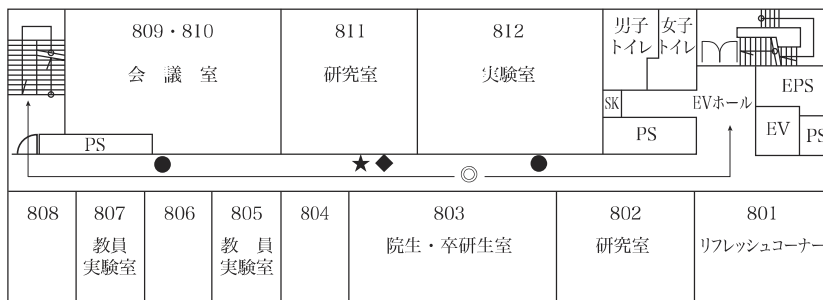 809・810
会議室
811
研究室
812
実験室
男子
トイレ
女子
トイレ
SK
PS
EVホール
EPS
EV
PS
PS
808
807
教員
実験室
806
805
教員
実験室
804
803
院生・卒研生室
802
研究室
801
リフレッシュコーナー